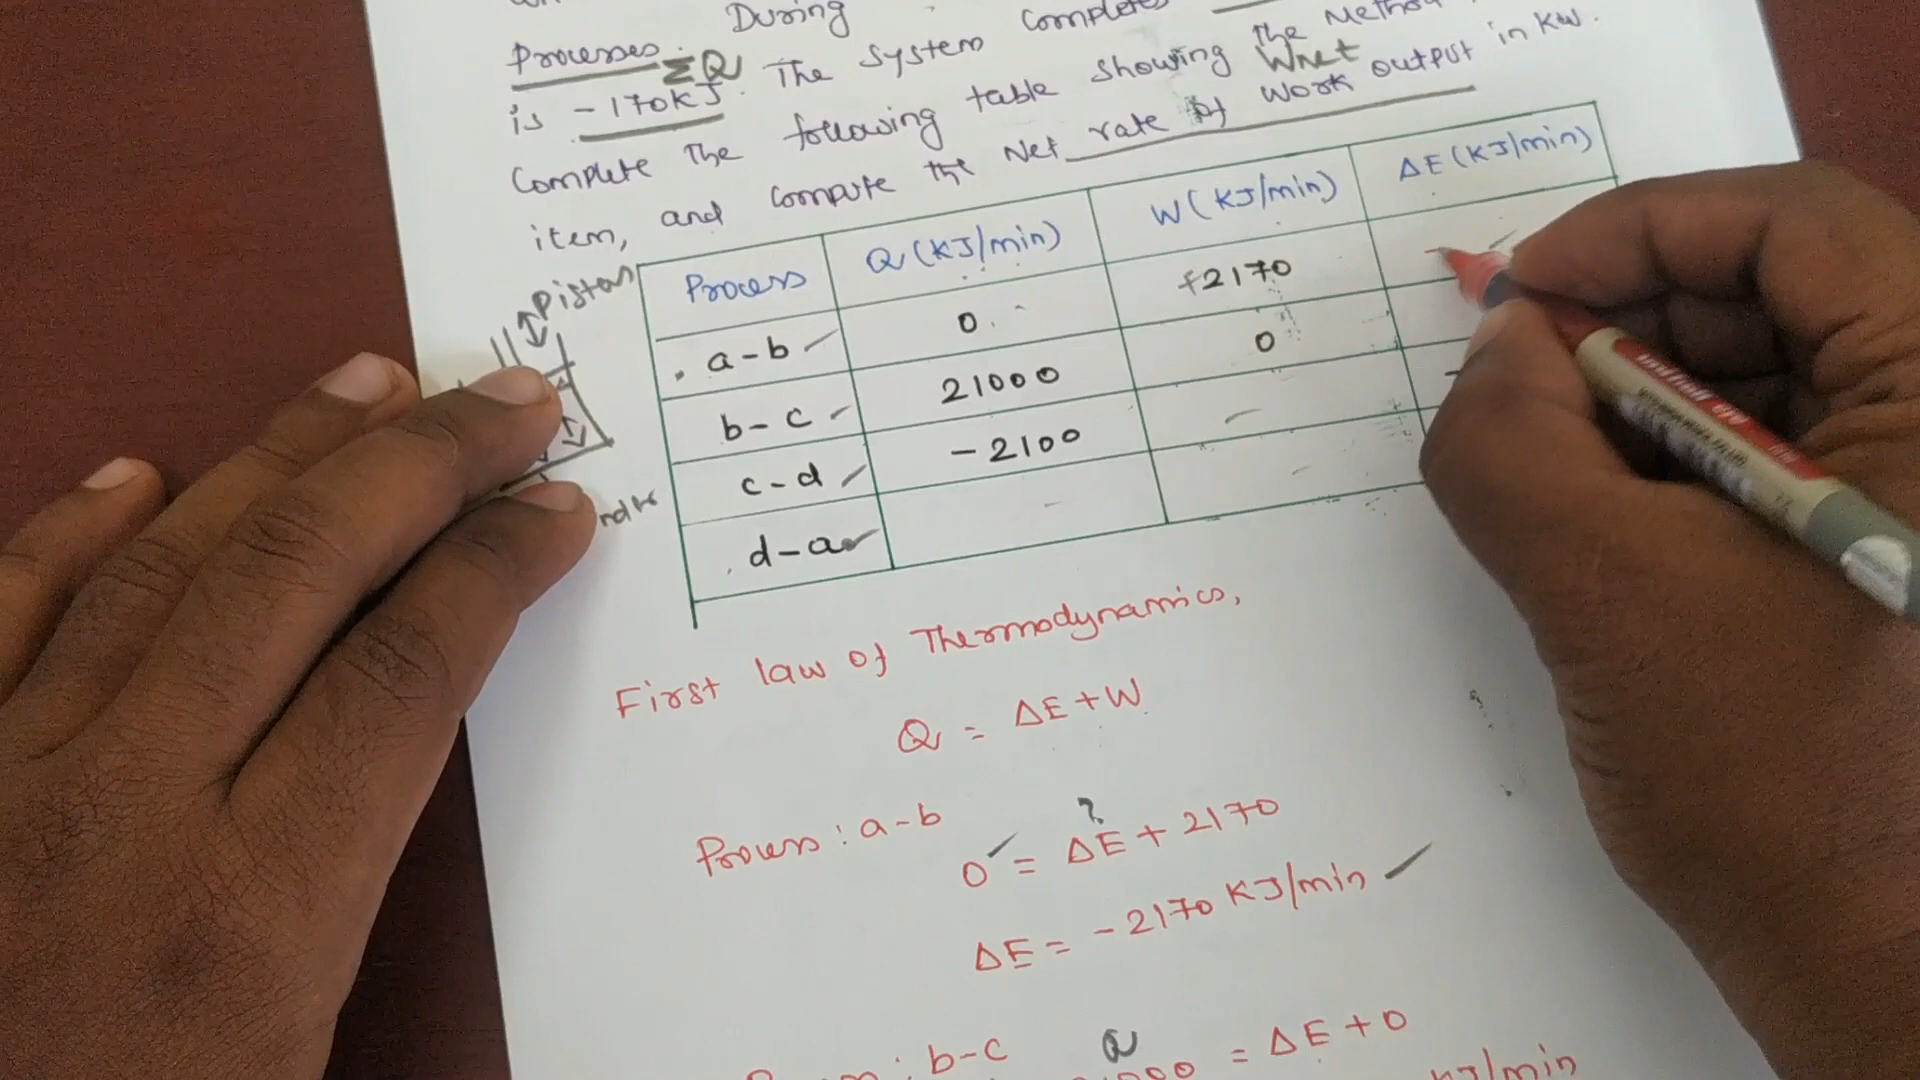 During
Processes. ΣQ The System Completes
is -170KJ. following table Showing the Method Wnet
Complete The
item, and Compute the Net rate of Work output in KW.
Process Q(KJ/min) W(KJ/min) ΔE(KJ/min)
a-b 0 +2170 -
b-c 21000 0
c-d -2100 -
d-a - -
Piston
First law of Thermodynamics,
Q = ΔE+W
Process: a-b
?
0 = ΔE + 2170
ΔE = -2170 KJ/min
b-c
Q
= ΔE + 0
KJ/min